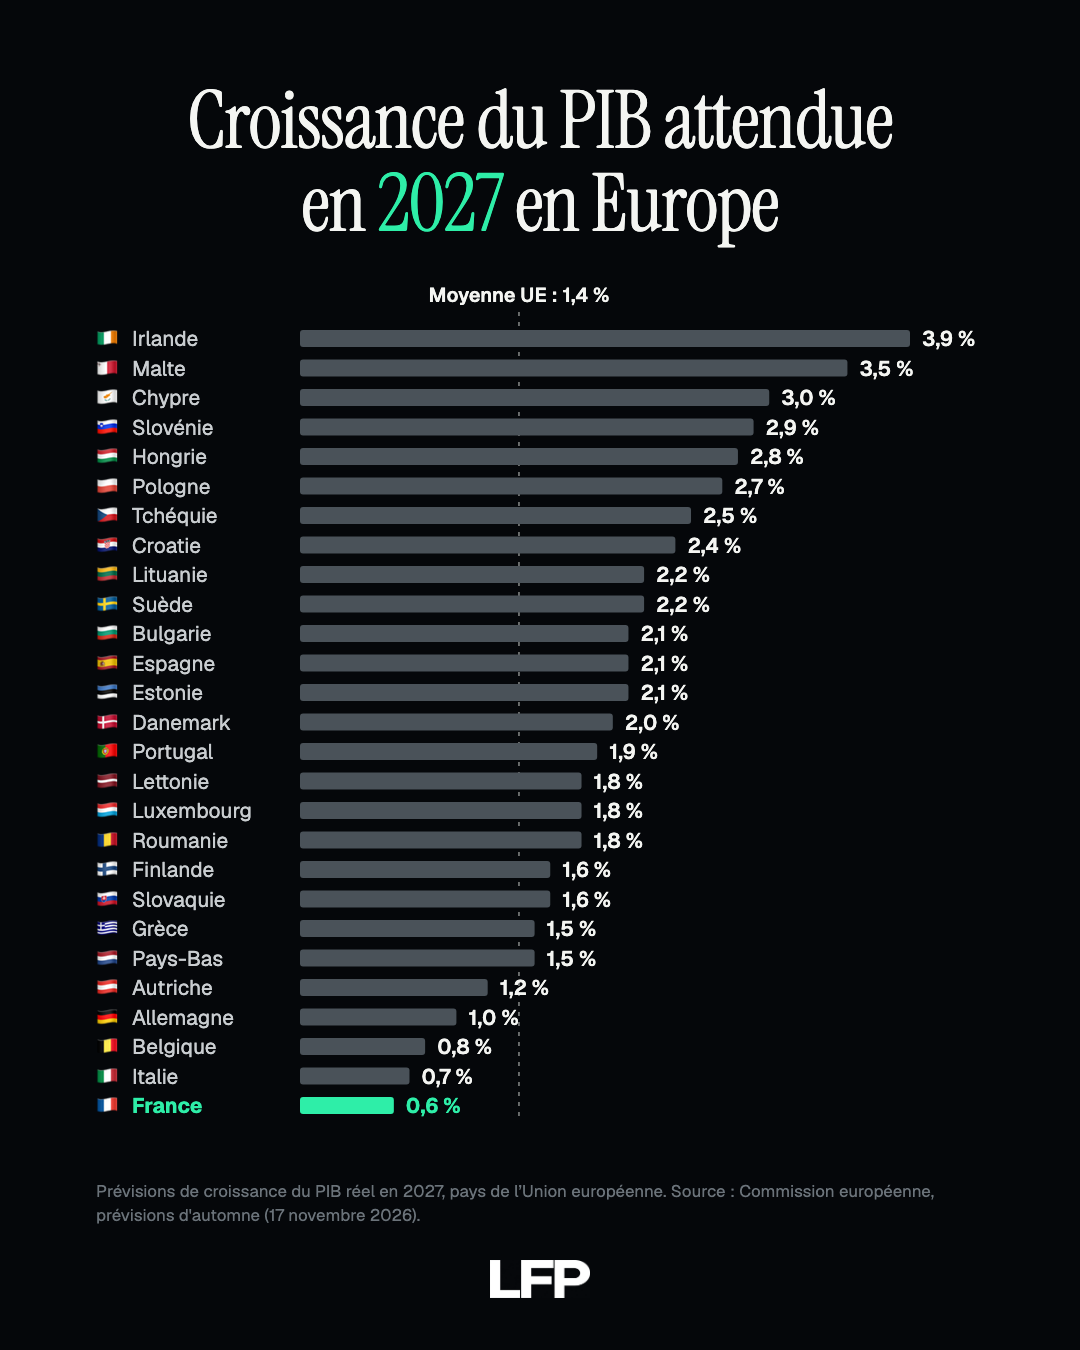 Croissance du PIB attendue
en 2027 en Europe
Moyenne UE : 1,4 %
Irlande 3,9 %
Malte 3,5 %
Chypre 3,0 %
Slovénie 2,9 %
Hongrie 2,8 %
Pologne 2,7 %
Tchéquie 2,5 %
Croatie 2,4 %
Lituanie 2,2 %
Suède 2,2 %
Bulgarie 2,1 %
Espagne 2,1 %
Estonie 2,1 %
Danemark 2,0 %
Portugal 1,9 %
Lettonie 1,8 %
Luxembourg 1,8 %
Roumanie 1,8 %
Finlande 1,6 %
Slovaquie 1,6 %
Grèce 1,5 %
Pays-Bas 1,5 %
Autriche 1,2 %
Allemagne 1,0 %
Belgique 0,8 %
Italie 0,7 %
France 0,6 %
Prévisions de croissance du PIB réel en 2027, pays de l’Union européenne. Source : Commission européenne,
prévisions d'automne (17 novembre 2026).
LFP